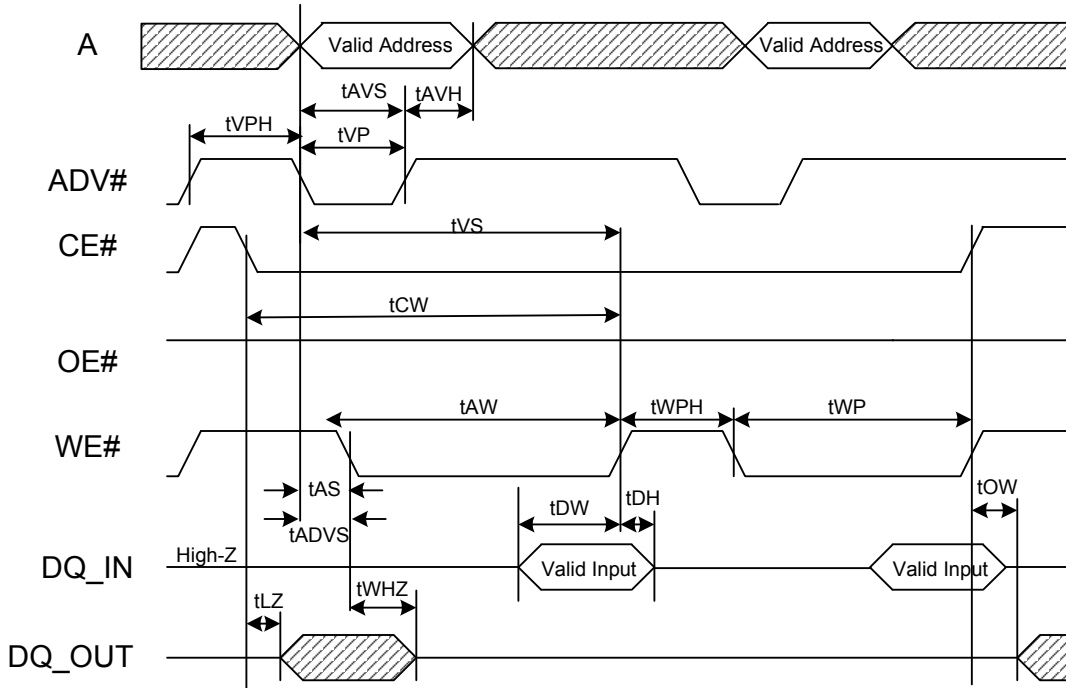 A
Valid Address
Valid Address
tAVS
tAVH
tVPH
tVP
ADV#
tVS
CE#
tCW
OE#
tAW
tWPH
tWP
WE#
tAS
tDW
tDH
tOW
tADVS
High-Z
DQ_IN
Valid Input
Valid Input
tWHZ
tLZ
DQ_OUT